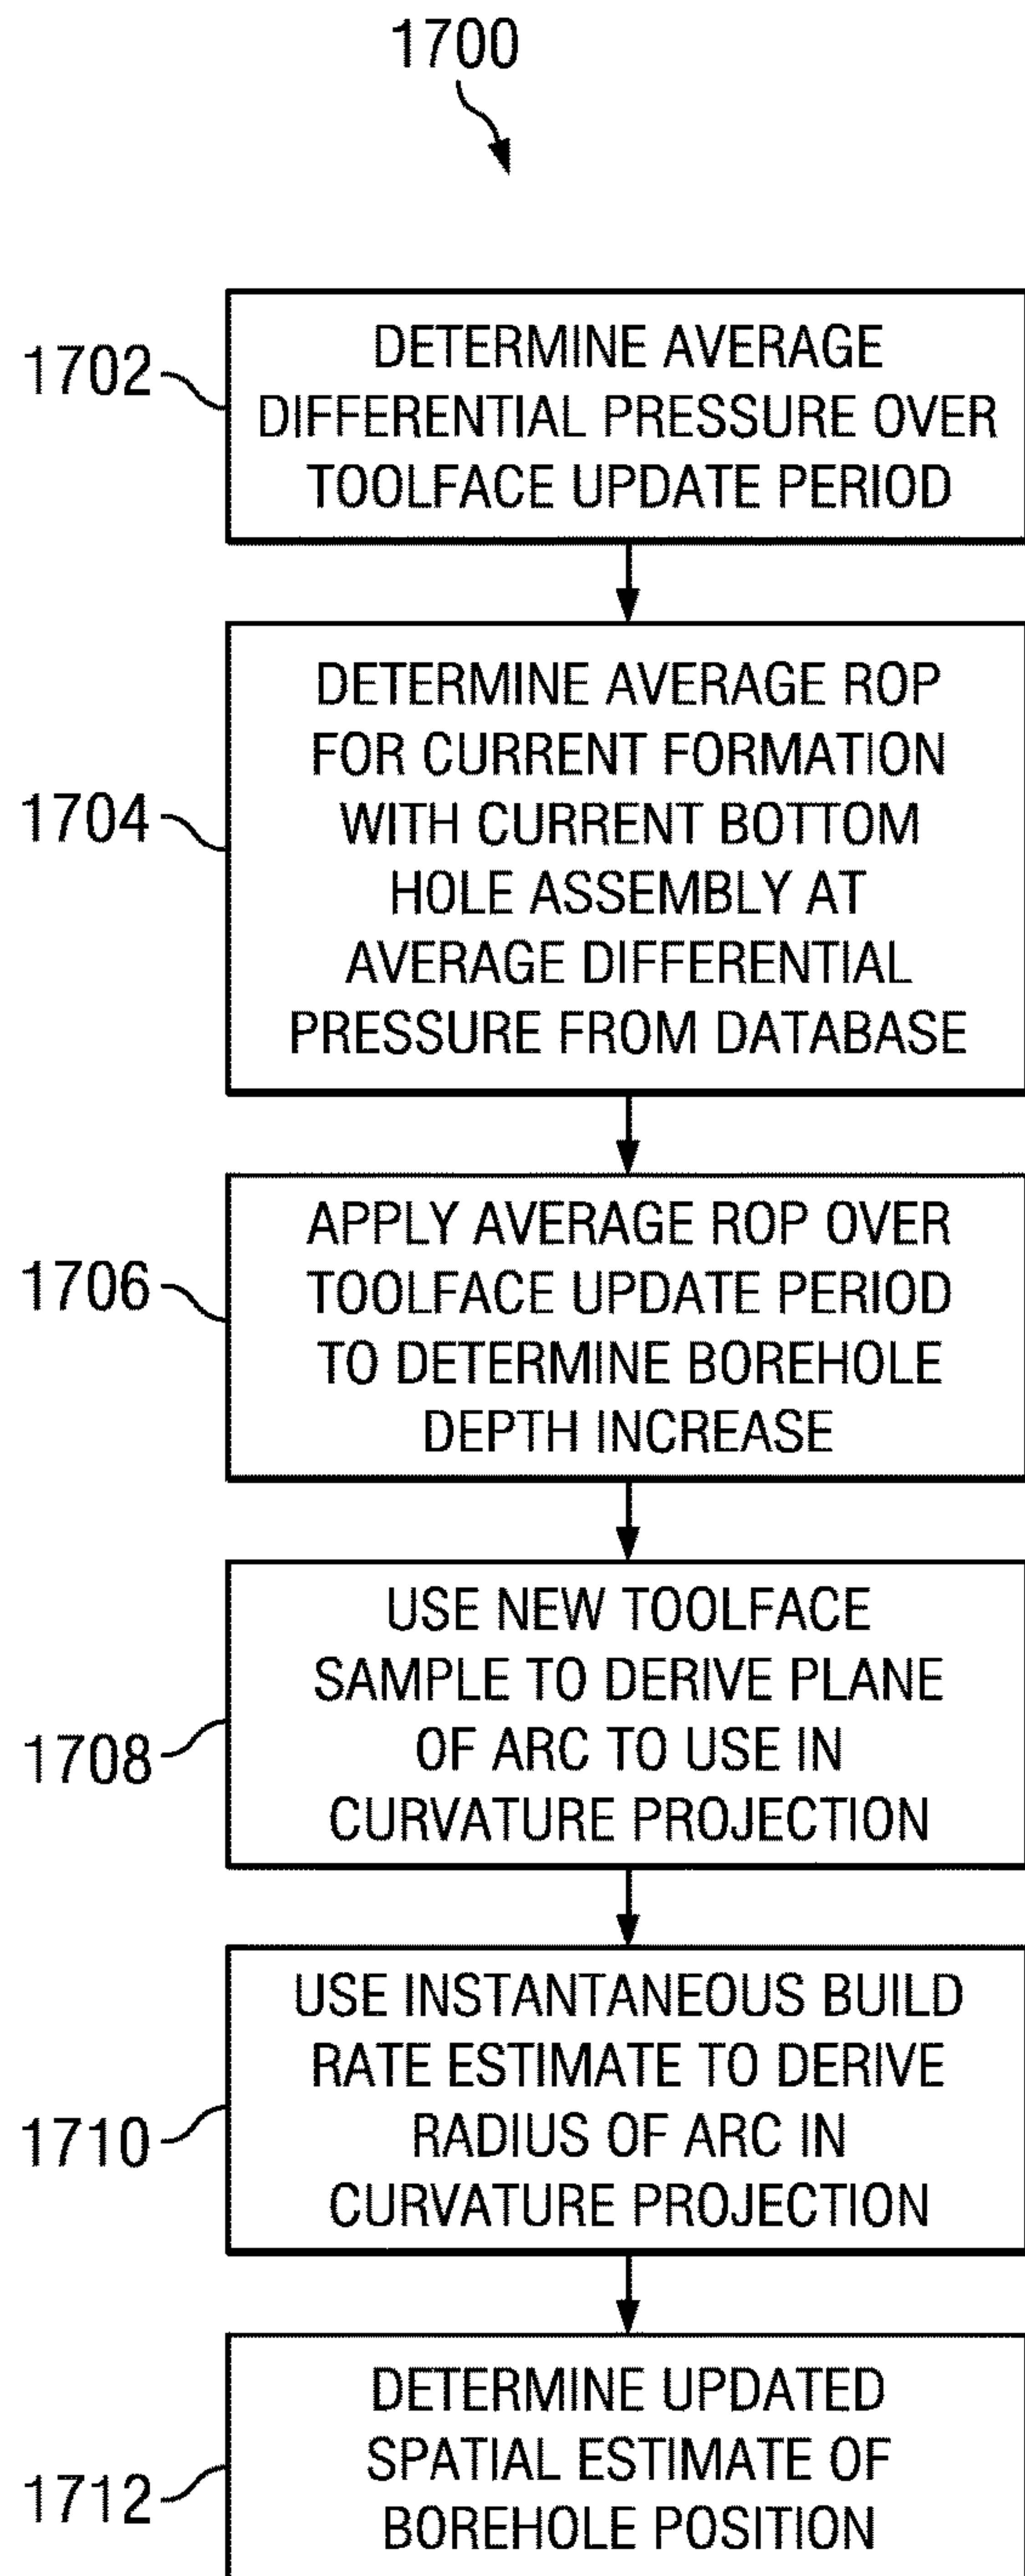 1700
1702
DETERMINE AVERAGE
DIFFERENTIAL PRESSURE OVER
TOOLFACE UPDATE PERIOD
1704
DETERMINE AVERAGE ROP
FOR CURRENT FORMATION
WITH CURRENT BOTTOM
HOLE ASSEMBLY AT
AVERAGE DIFFERENTIAL
PRESSURE FROM DATABASE
1706
APPLY AVERAGE ROP OVER
TOOLFACE UPDATE PERIOD
TO DETERMINE BOREHOLE
DEPTH INCREASE
1708
USE NEW TOOLFACE
SAMPLE TO DERIVE PLANE
OF ARC TO USE IN
CURVATURE PROJECTION
1710
USE INSTANTANEOUS BUILD
RATE ESTIMATE TO DERIVE
RADIUS OF ARC IN
CURVATURE PROJECTION
1712
DETERMINE UPDATED
SPATIAL ESTIMATE OF
BOREHOLE POSITION